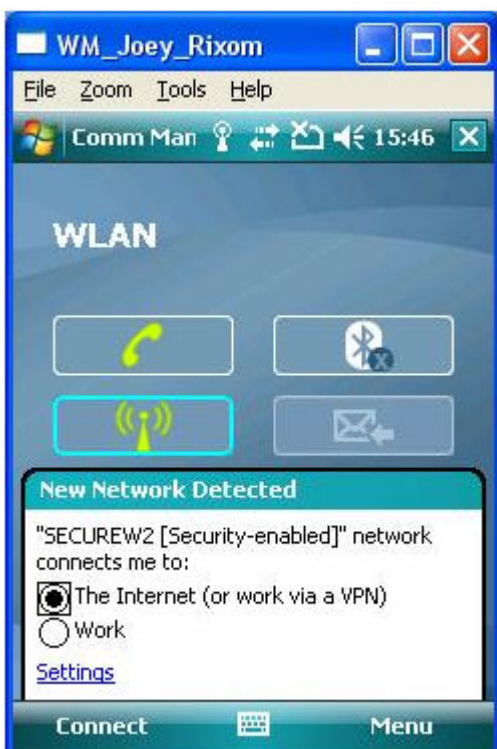 WM_Joey_Rixom
File Zoom Tools Help
Comm Man 15:46
WLAN
New Network Detected
"SECUREW2 [Security-enabled]" network
connects me to:
The Internet (or work via a VPN)
Work
Settings
Connect Menu